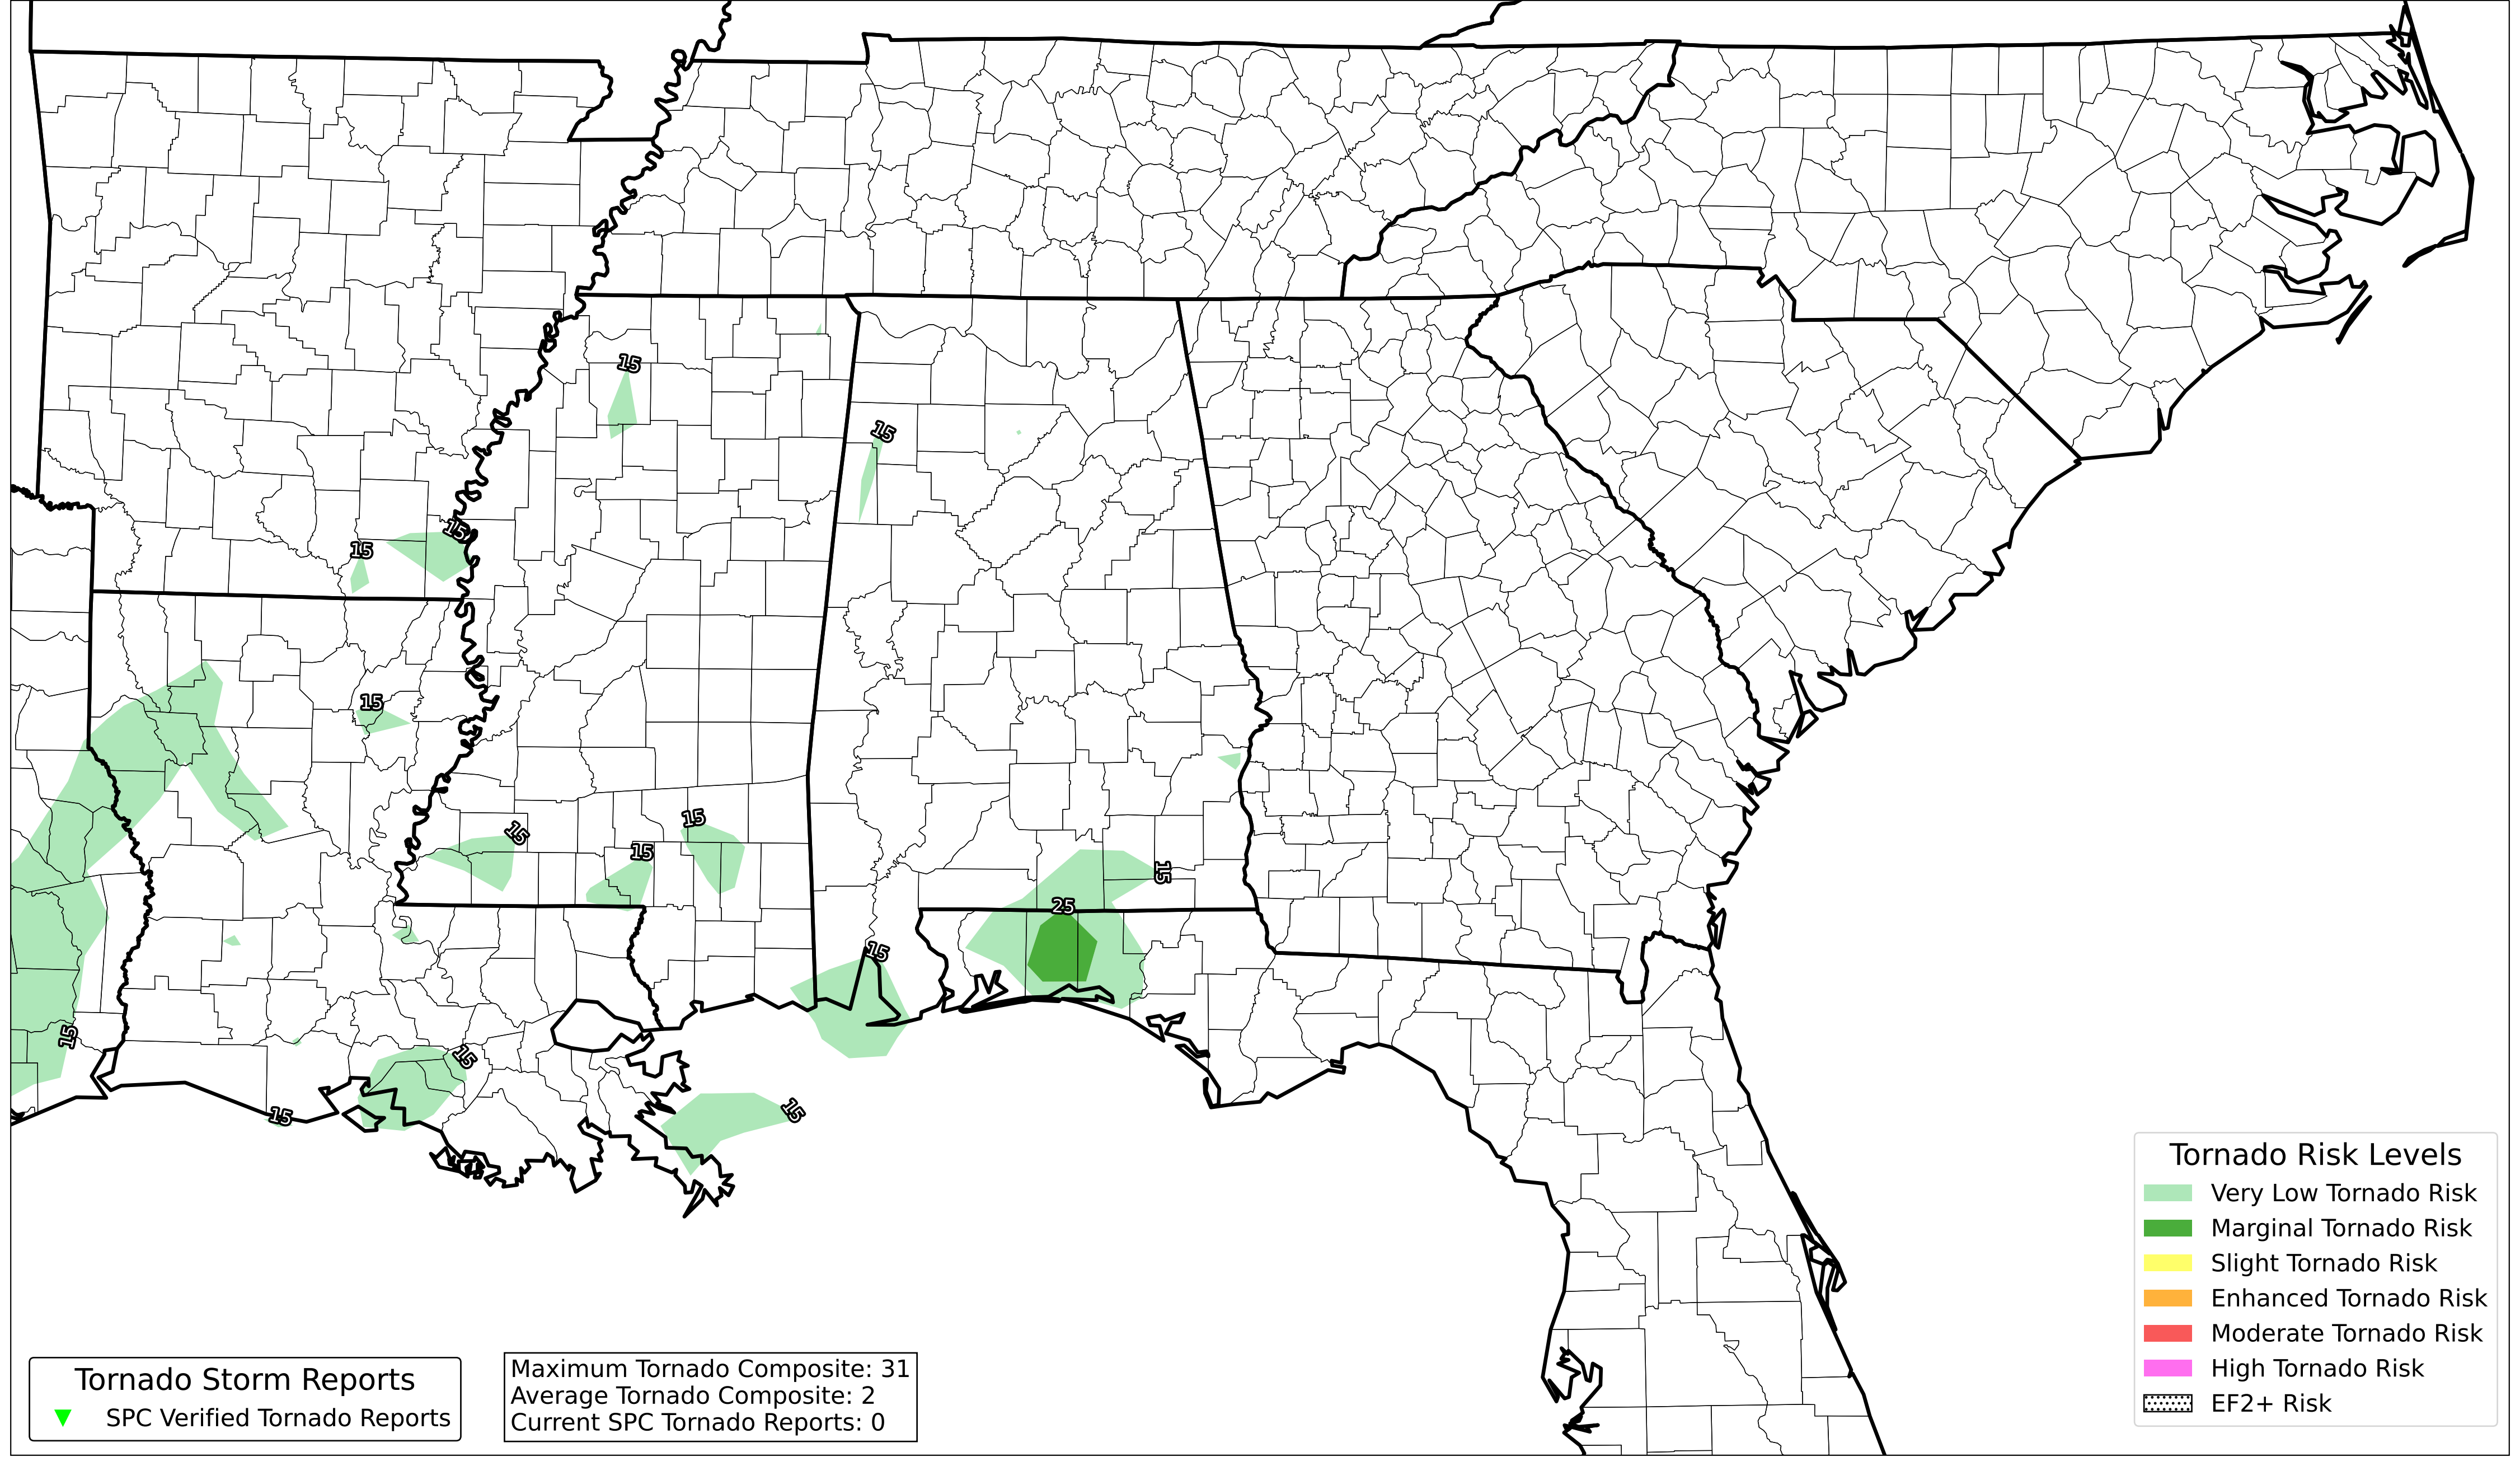 15
15
15
15
15
15
15
15
15
25
15
15
15
15
15
Tornado Risk Levels
Very Low Tornado Risk
Marginal Tornado Risk
Slight Tornado Risk
Enhanced Tornado Risk
Moderate Tornado Risk
High Tornado Risk
EF2+ Risk
Tornado Storm Reports
SPC Verified Tornado Reports
Maximum Tornado Composite: 31
Average Tornado Composite: 2
Current SPC Tornado Reports: 0